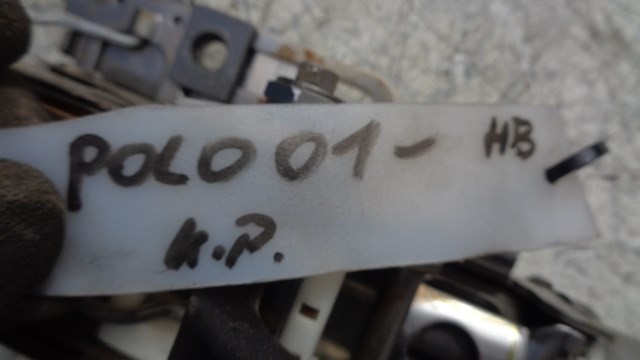 POLO 01- HB
K.P.